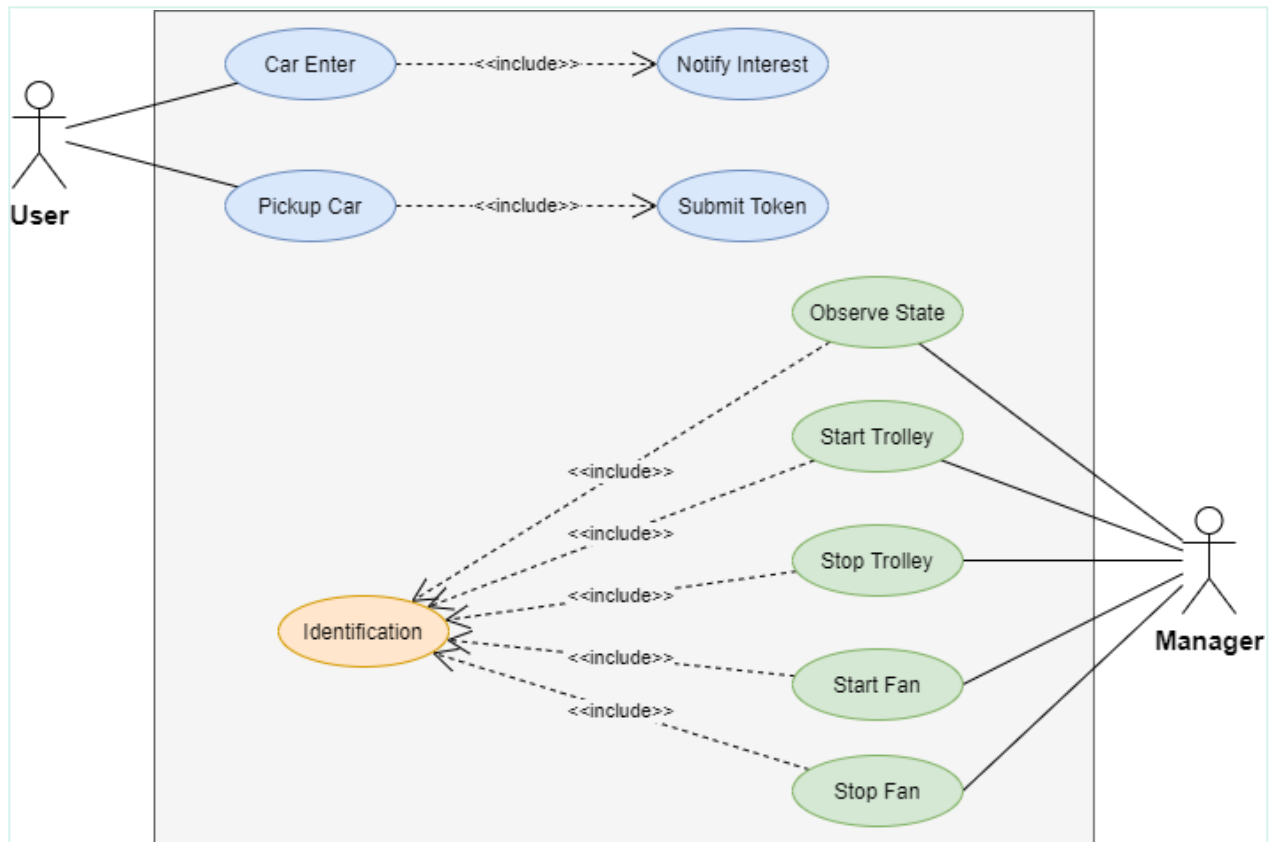 Car Enter
<<include>>
Notify Interest
User
Pickup Car
<<include>>
Submit Token
Observe State
<<include>>
Start Trolley
<<include>>
Stop Trolley
<<include>>
Identification
Manager
<<include>>
Start Fan
<<include>>
Stop Fan